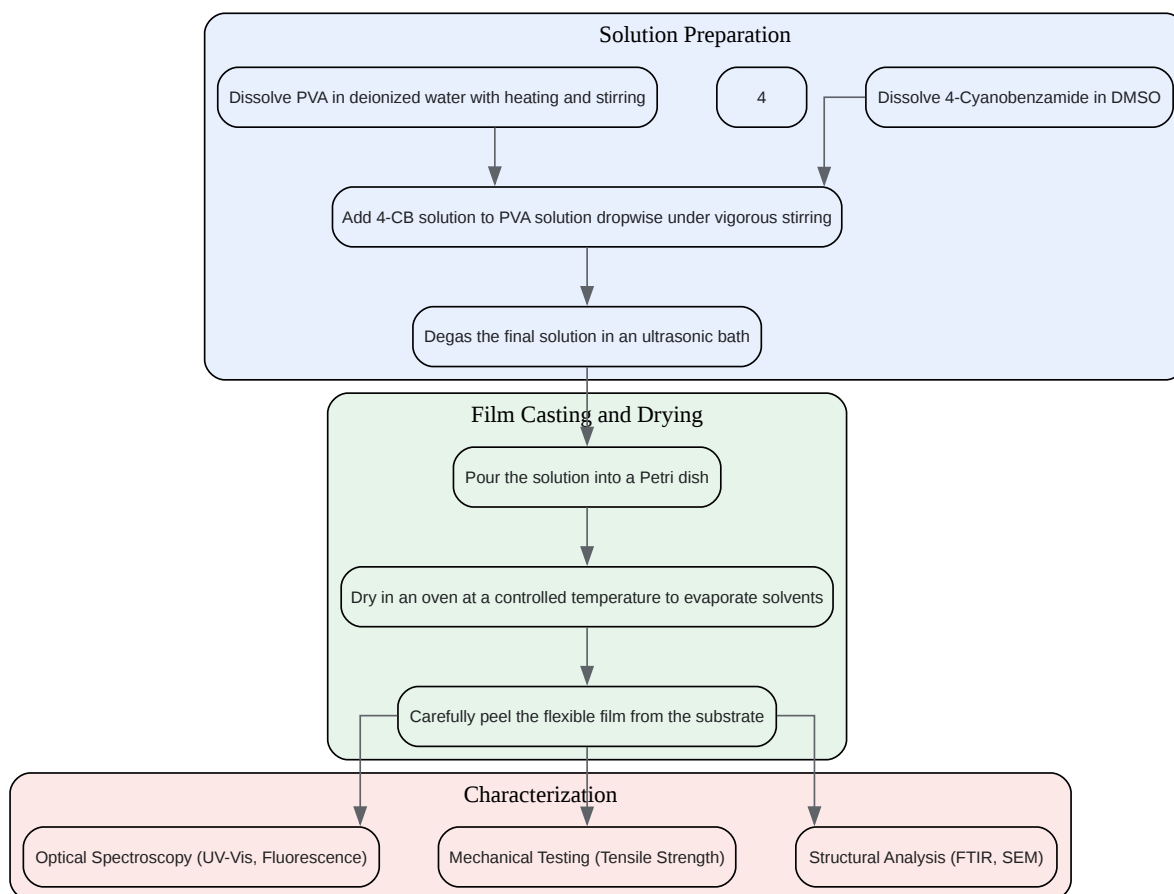 Solution Preparation
Dissolve PVA in deionized water with heating and stirring
4
Dissolve 4-Cyanobenzamide in DMSO
Add 4-CB solution to PVA solution dropwise under vigorous stirring
Degas the final solution in an ultrasonic bath
Film Casting and Drying
Pour the solution into a Petri dish
Dry in an oven at a controlled temperature to evaporate solvents
Carefully peel the flexible film from the substrate
Characterization
Optical Spectroscopy (UV-Vis, Fluorescence)
Mechanical Testing (Tensile Strength)
Structural Analysis (FTIR, SEM)